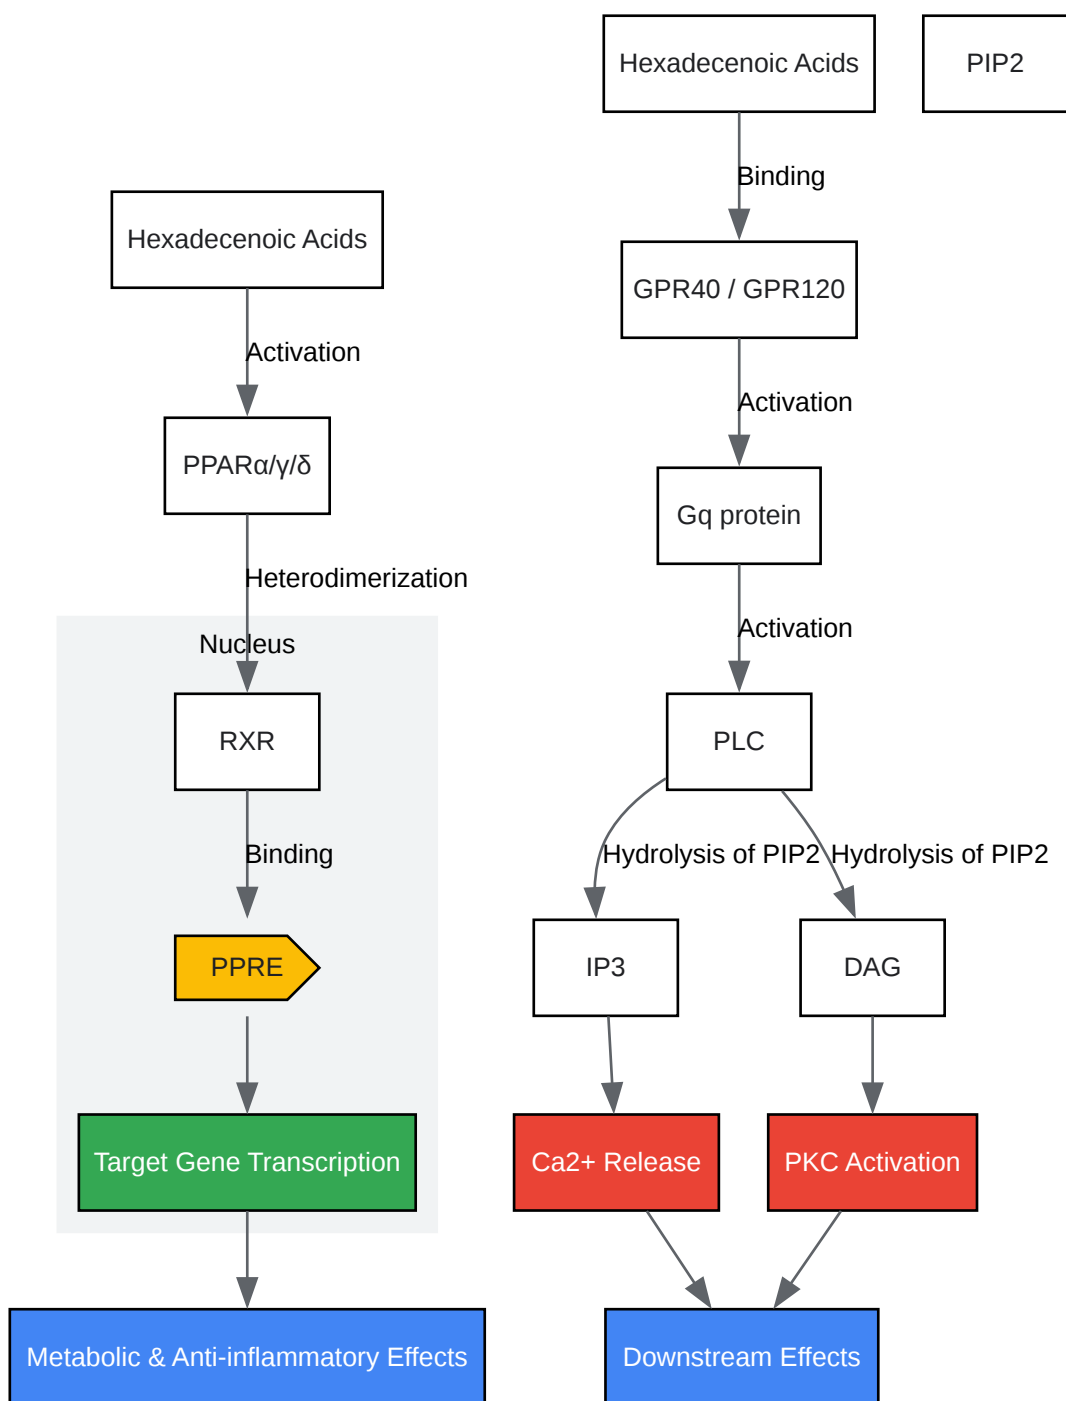 Hexadecenoic Acids
Activation
PPARα/γ/δ
Heterodimerization
Nucleus
RXR
Binding
PPRE
Target Gene Transcription
Metabolic & Anti-inflammatory Effects
Hexadecenoic Acids
PIP2
Binding
GPR40 / GPR120
Activation
Gq protein
Activation
PLC
Hydrolysis of PIP2
Hydrolysis of PIP2
IP3
DAG
Ca2+ Release
PKC Activation
Downstream Effects